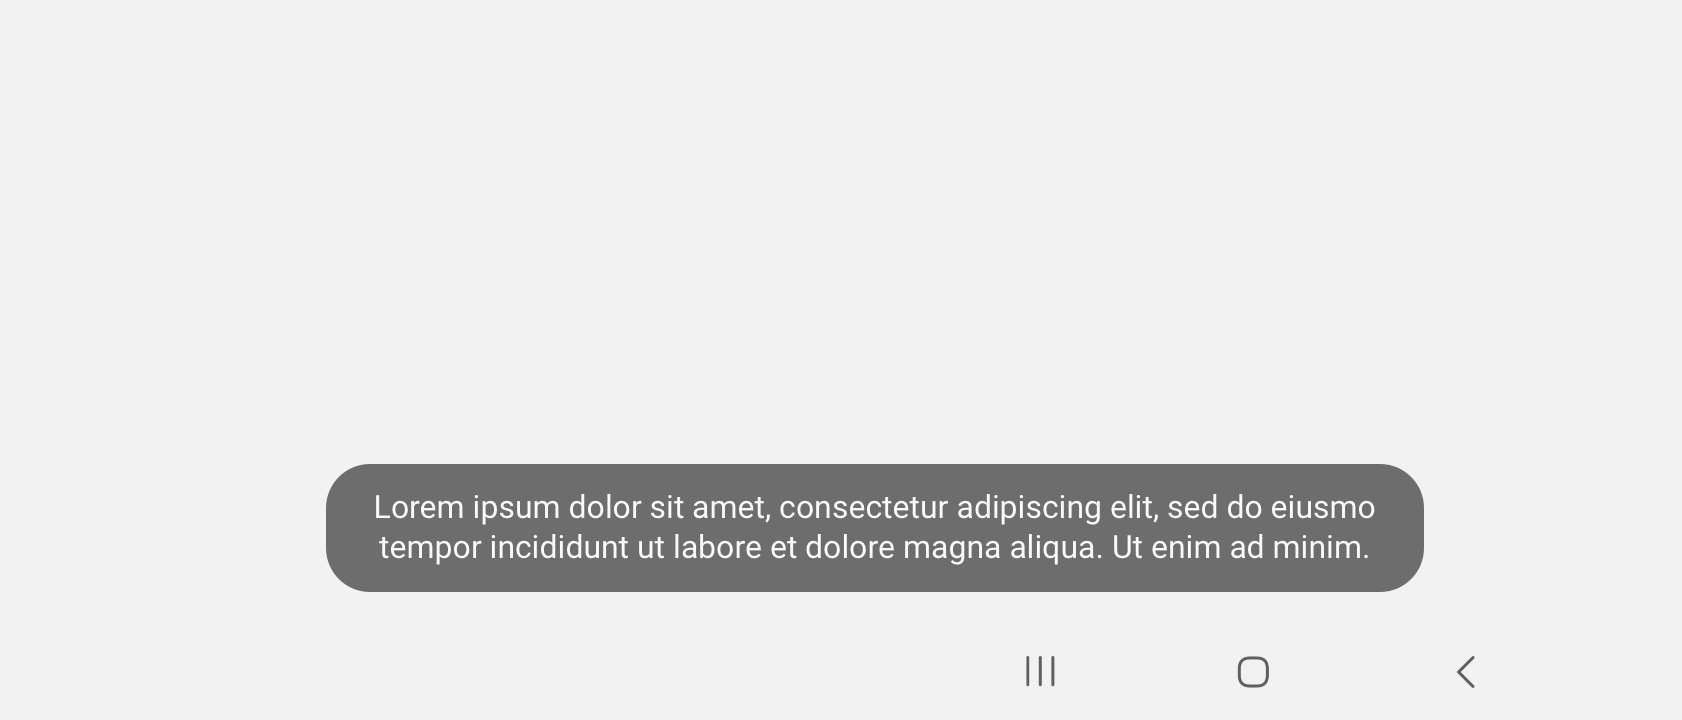 Lorem ipsum dolor sit amet, consectetur adipiscing elit, sed do eiusmo
tempor incididunt ut labore et dolore magna aliqua. Ut enim ad minim.